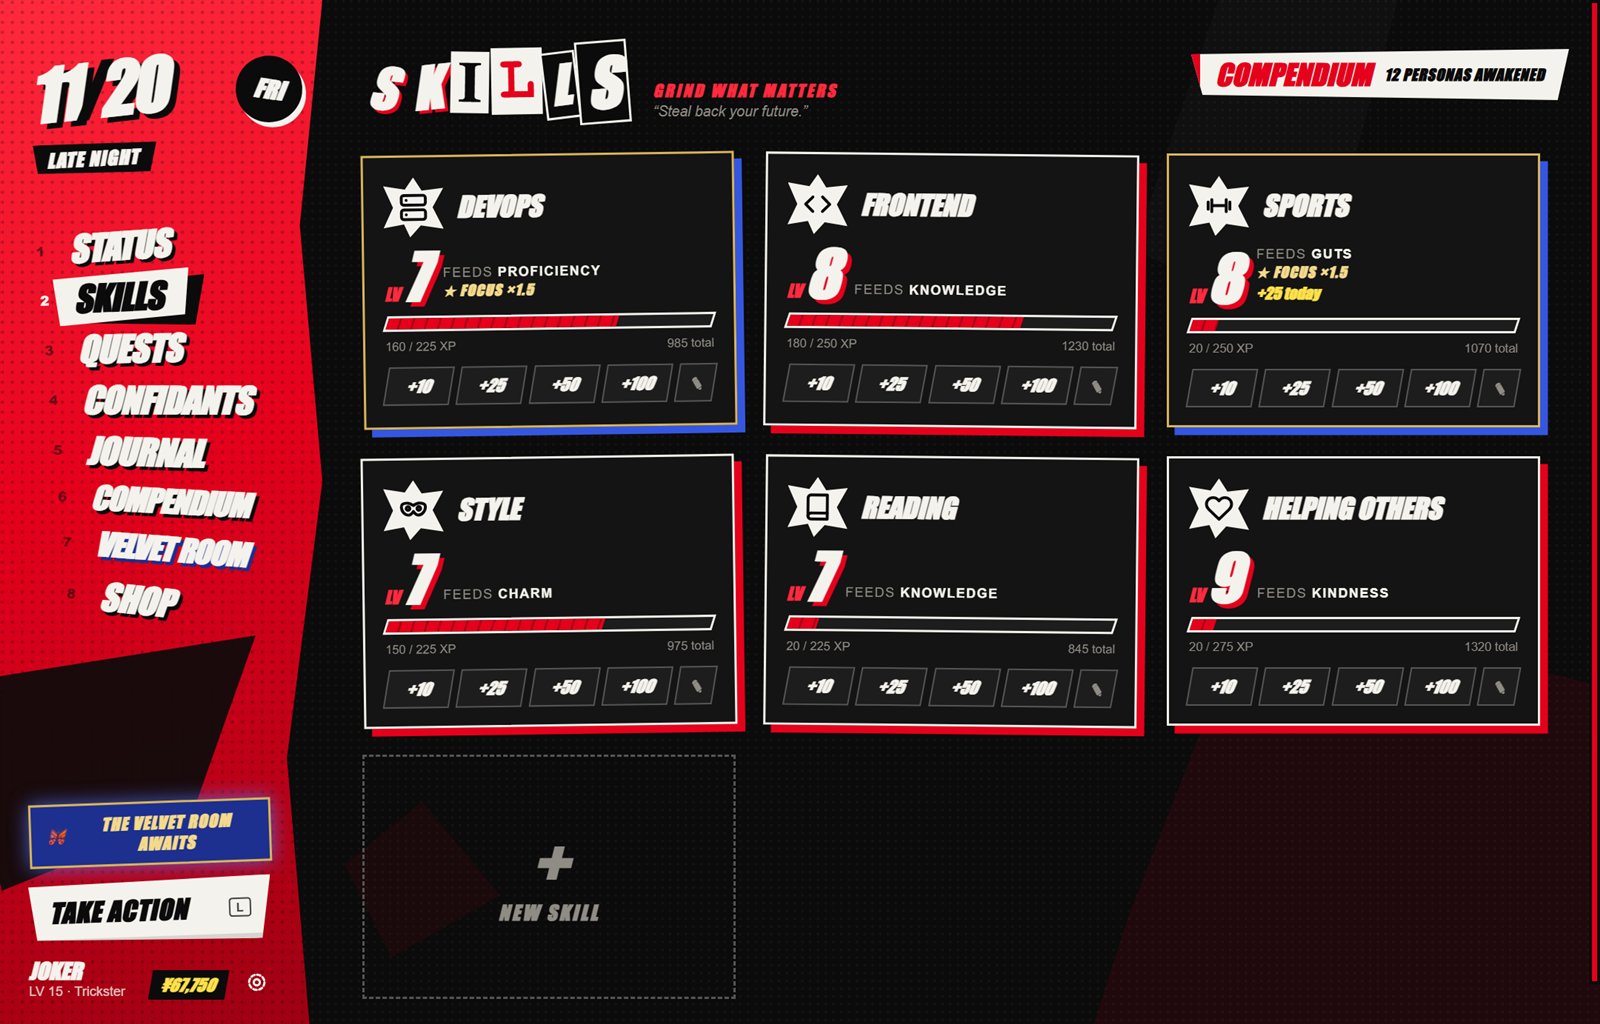 11/20
FRI
LATE NIGHT
1 STATUS
2 SKILLS
3 QUESTS
4 CONFIDANTS
5 JOURNAL
6 COMPENDIUM
7 VELVET ROOM
8 SHOP
THE VELVET ROOM
AWAITS
TAKE ACTION L
JOKER
LV 15 · Trickster
¥67,750
SKILLS
GRIND WHAT MATTERS
“Steal back your future.”
COMPENDIUM 12 PERSONAS AWAKENED
DEVOPS
LV 7 FEEDS PROFICIENCY
★ FOCUS ×1.5
160 / 225 XP 985 total
+10 +25 +50 +100
FRONTEND
LV 8 FEEDS KNOWLEDGE
180 / 250 XP 1230 total
+10 +25 +50 +100
SPORTS
LV 8 FEEDS GUTS
★ FOCUS ×1.5
+25 today
20 / 250 XP 1070 total
+10 +25 +50 +100
STYLE
LV 7 FEEDS CHARM
150 / 225 XP 975 total
+10 +25 +50 +100
READING
LV 7 FEEDS KNOWLEDGE
20 / 225 XP 845 total
+10 +25 +50 +100
HELPING OTHERS
LV 9 FEEDS KINDNESS
20 / 275 XP 1320 total
+10 +25 +50 +100
+
NEW SKILL